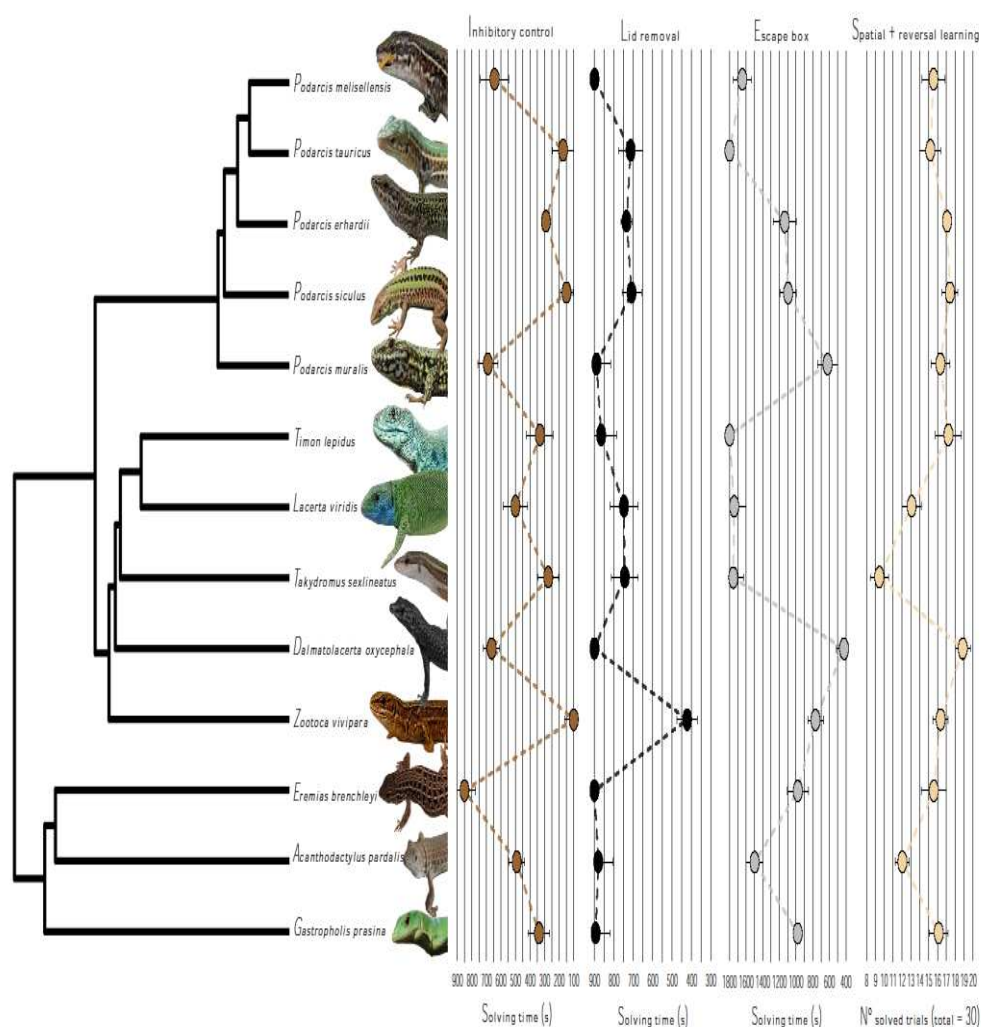 Inhibitory control
Lid removal
Escape box
Spatial + reversal learning
Podarcis melisellensis
Podarcis tauricus
Podarcis erhardii
Podarcis siculus
Podarcis muralis
Timon lepidus
Lacerta viridis
Takydromus sexlineatus
Dalmatolacerta oxycephala
Zootoca vivipara
Eremias brenchleyi
Acanthodactylus pardalis
Gastropholis prasina
900 800 700 600 500 400 300 200 100
900 800 700 600 500 400 300
1800 1600 1400 1200 1000 800 600 400
8 9 10 11 12 13 14 15 16 17 18 19 20
Solving time (s)
Solving time (s)
Solving time (s)
N° solved trials (total = 30)